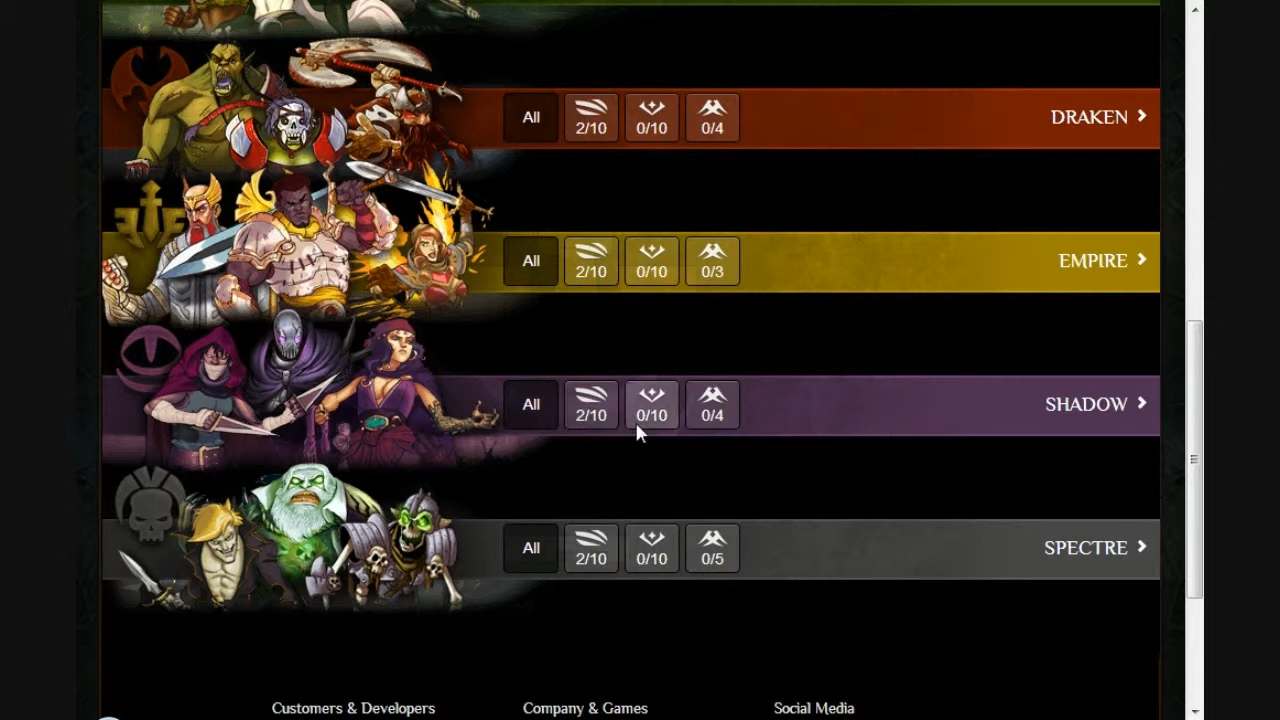 All 2/10 0/10 0/4 DRAKEN
All 2/10 0/10 0/3 EMPIRE
All 2/10 0/10 0/4 SHADOW
All 2/10 0/10 0/5 SPECTRE
Customers & Developers Company & Games Social Media